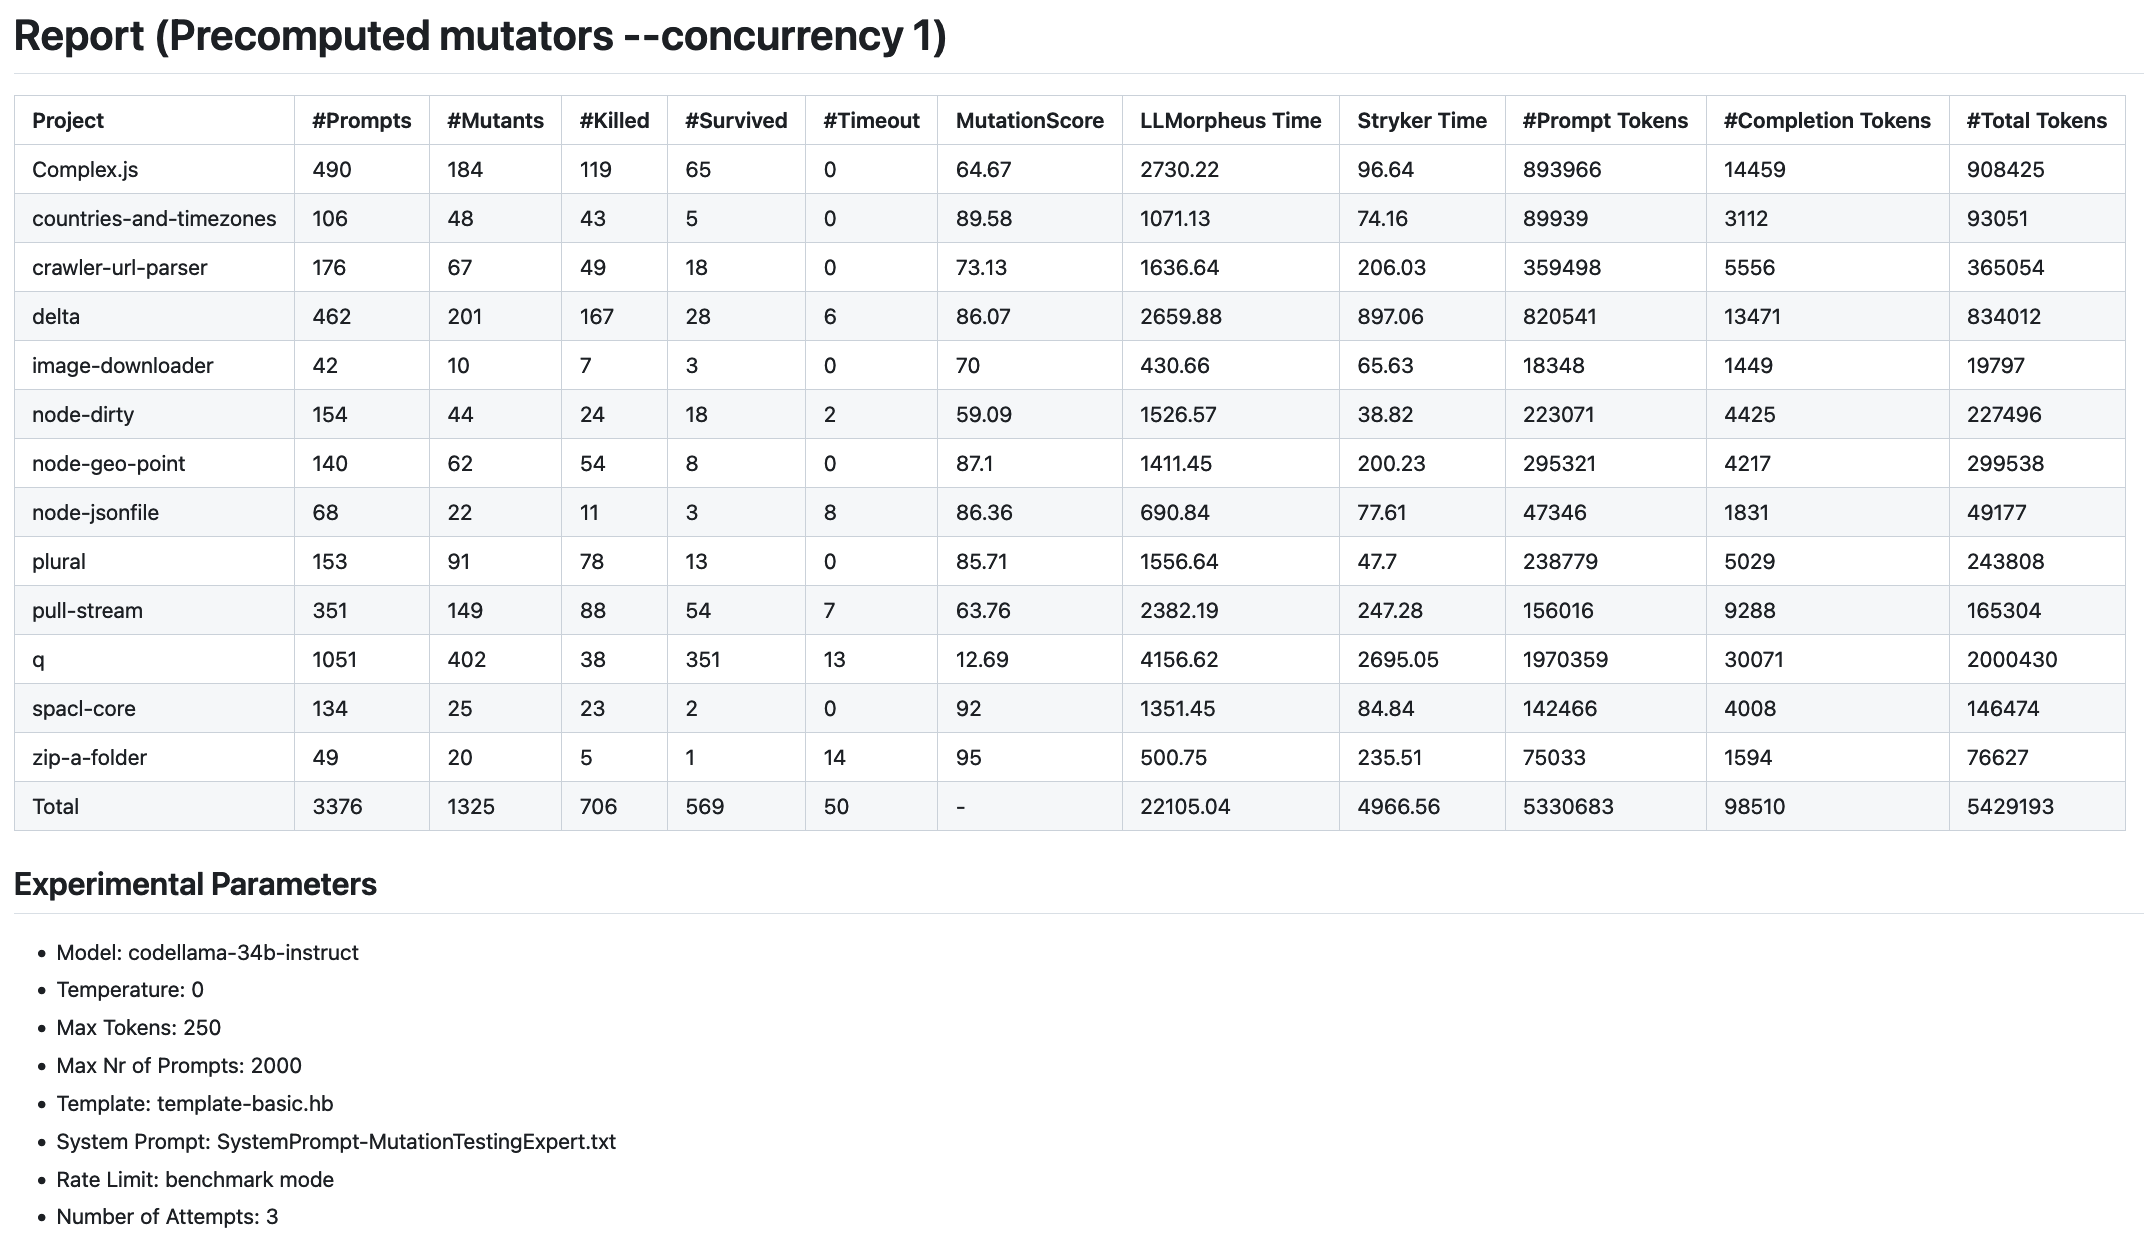 Report (Precomputed mutators --concurrency 1)
Project #Prompts #Mutants #Killed #Survived #Timeout MutationScore LLMorpheus Time Stryker Time #Prompt Tokens #Completion Tokens #Total Tokens
Complex.js 490 184 119 65 0 64.67 2730.22 96.64 893966 14459 908425
countries-and-timezones 106 48 43 5 0 89.58 1071.13 74.16 89939 3112 93051
crawler-url-parser 176 67 49 18 0 73.13 1636.64 206.03 359498 5556 365054
delta 462 201 167 28 6 86.07 2659.88 897.06 820541 13471 834012
image-downloader 42 10 7 3 0 70 430.66 65.63 18348 1449 19797
node-dirty 154 44 24 18 2 59.09 1526.57 38.82 223071 4425 227496
node-geo-point 140 62 54 8 0 87.1 1411.45 200.23 295321 4217 299538
node-jsonfile 68 22 11 3 8 86.36 690.84 77.61 47346 1831 49177
plural 153 91 78 13 0 85.71 1556.64 47.7 238779 5029 243808
pull-stream 351 149 88 54 7 63.76 2382.19 247.28 156016 9288 165304
q 1051 402 38 351 13 12.69 4156.62 2695.05 1970359 30071 2000430
spacl-core 134 25 23 2 0 92 1351.45 84.84 142466 4008 146474
zip-a-folder 49 20 5 1 14 95 500.75 235.51 75033 1594 76627
Total 3376 1325 706 569 50 - 22105.04 4966.56 5330683 98510 5429193
Experimental Parameters
• Model: codellama-34b-instruct
• Temperature: 0
• Max Tokens: 250
• Max Nr of Prompts: 2000
• Template: template-basic.hb
• System Prompt: SystemPrompt-MutationTestingExpert.txt
• Rate Limit: benchmark mode
• Number of Attempts: 3